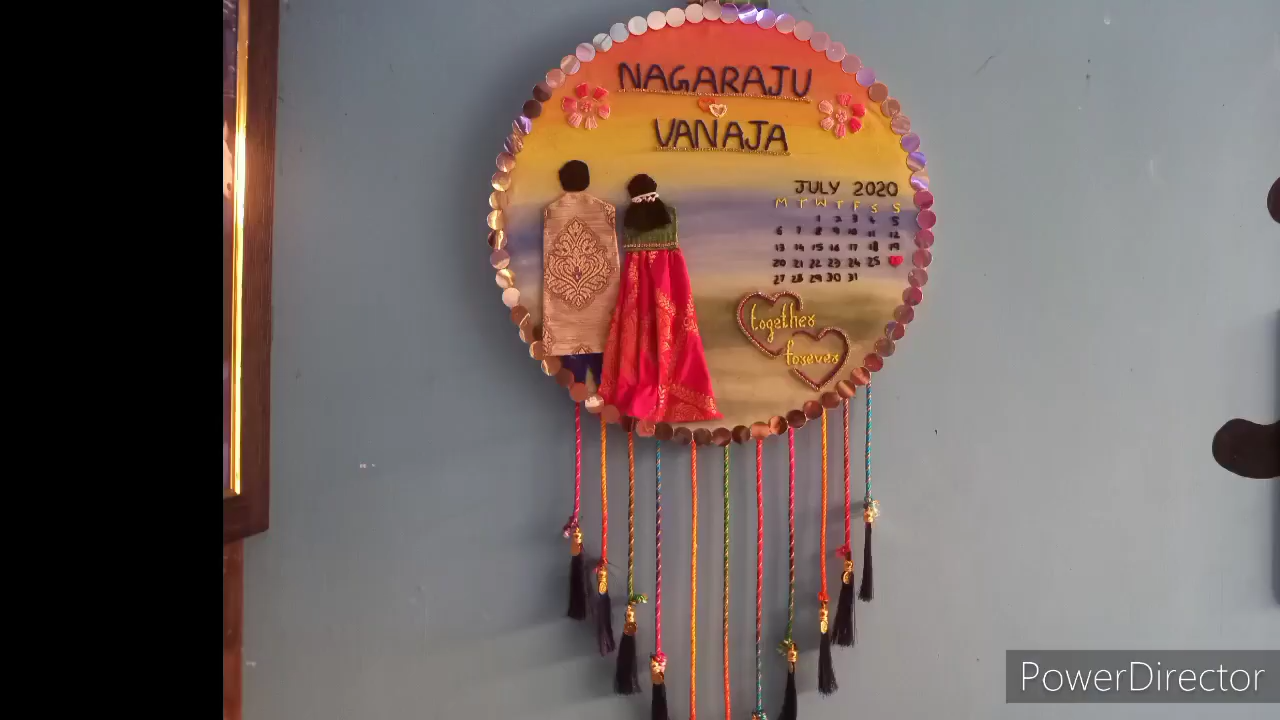 NAGARAJU
VANAJA
JULY 2020
M T W T F S S
1 2 3 4 5
6 7 8 9 10 11 12
13 14 15 16 17 18 19
20 21 22 23 24 25
27 28 29 30 31
together
forever
PowerDirector